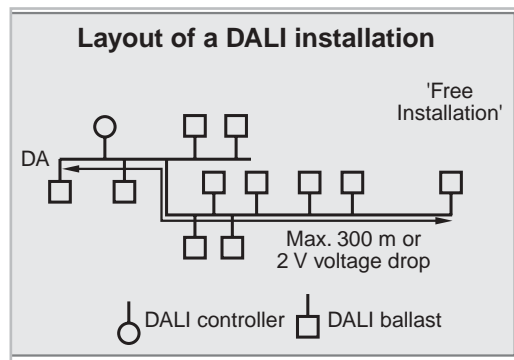 Layout of a DALI installation
'Free
Installation'
DA
Max. 300 m or
2 V voltage drop
DALI controller
DALI ballast